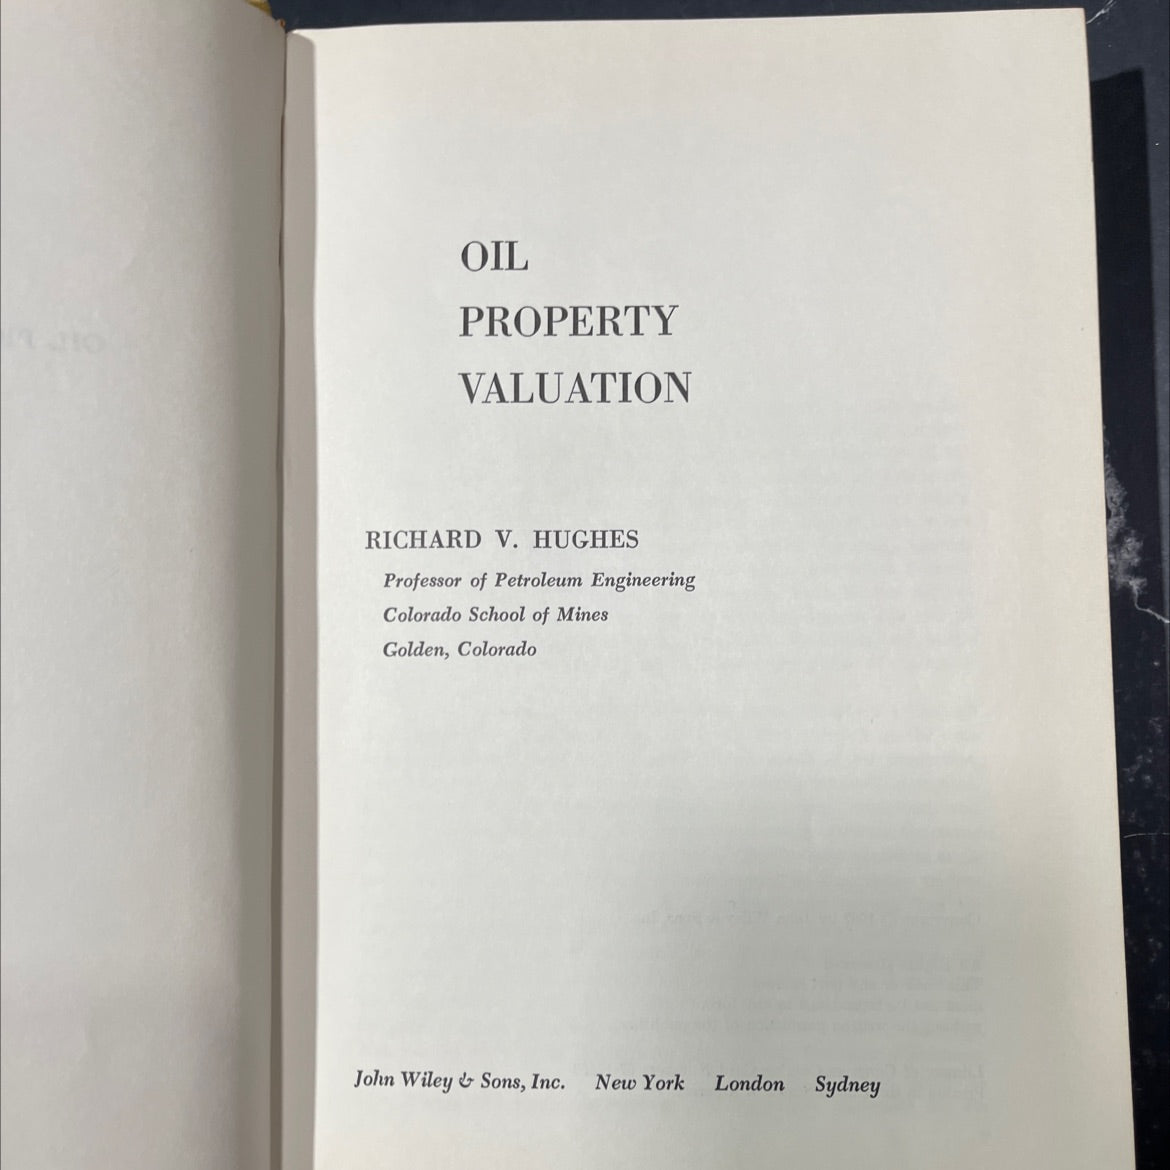 OIL
PROPERTY
VALUATION
RICHARD V. HUGHES
Professor of Petroleum Engineering
Colorado School of Mines
Golden, Colorado
John Wiley & Sons, Inc. New York London Sydney